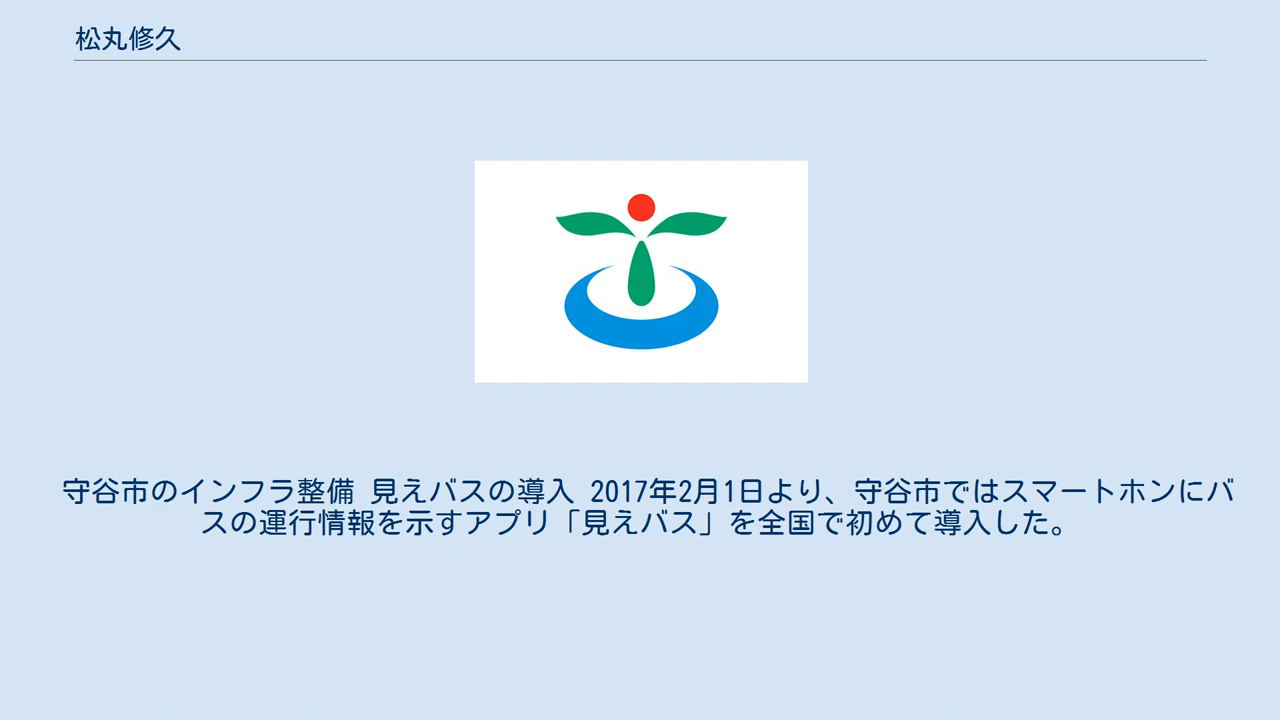 松丸修久
守谷市のインフラ整備 見えバスの導入 2017年2月1日より、守谷市ではスマートホンにバ
スの運行情報を示すアプリ「見えバス」を全国で初めて導入した。